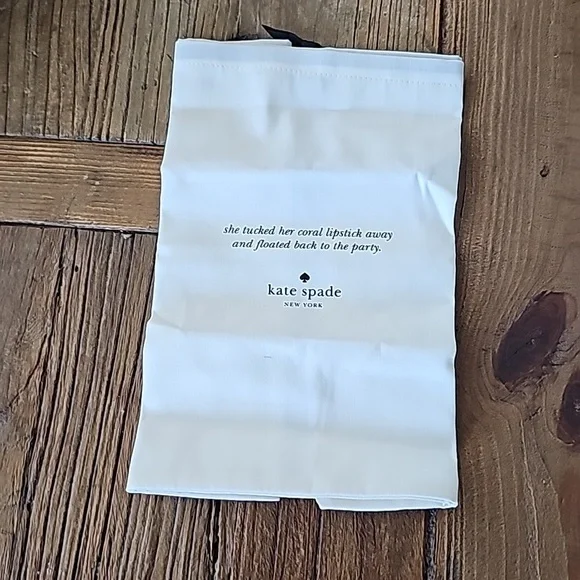 she tucked her coral lipstick away
and floated back to the party.
kate spade
NEW YORK